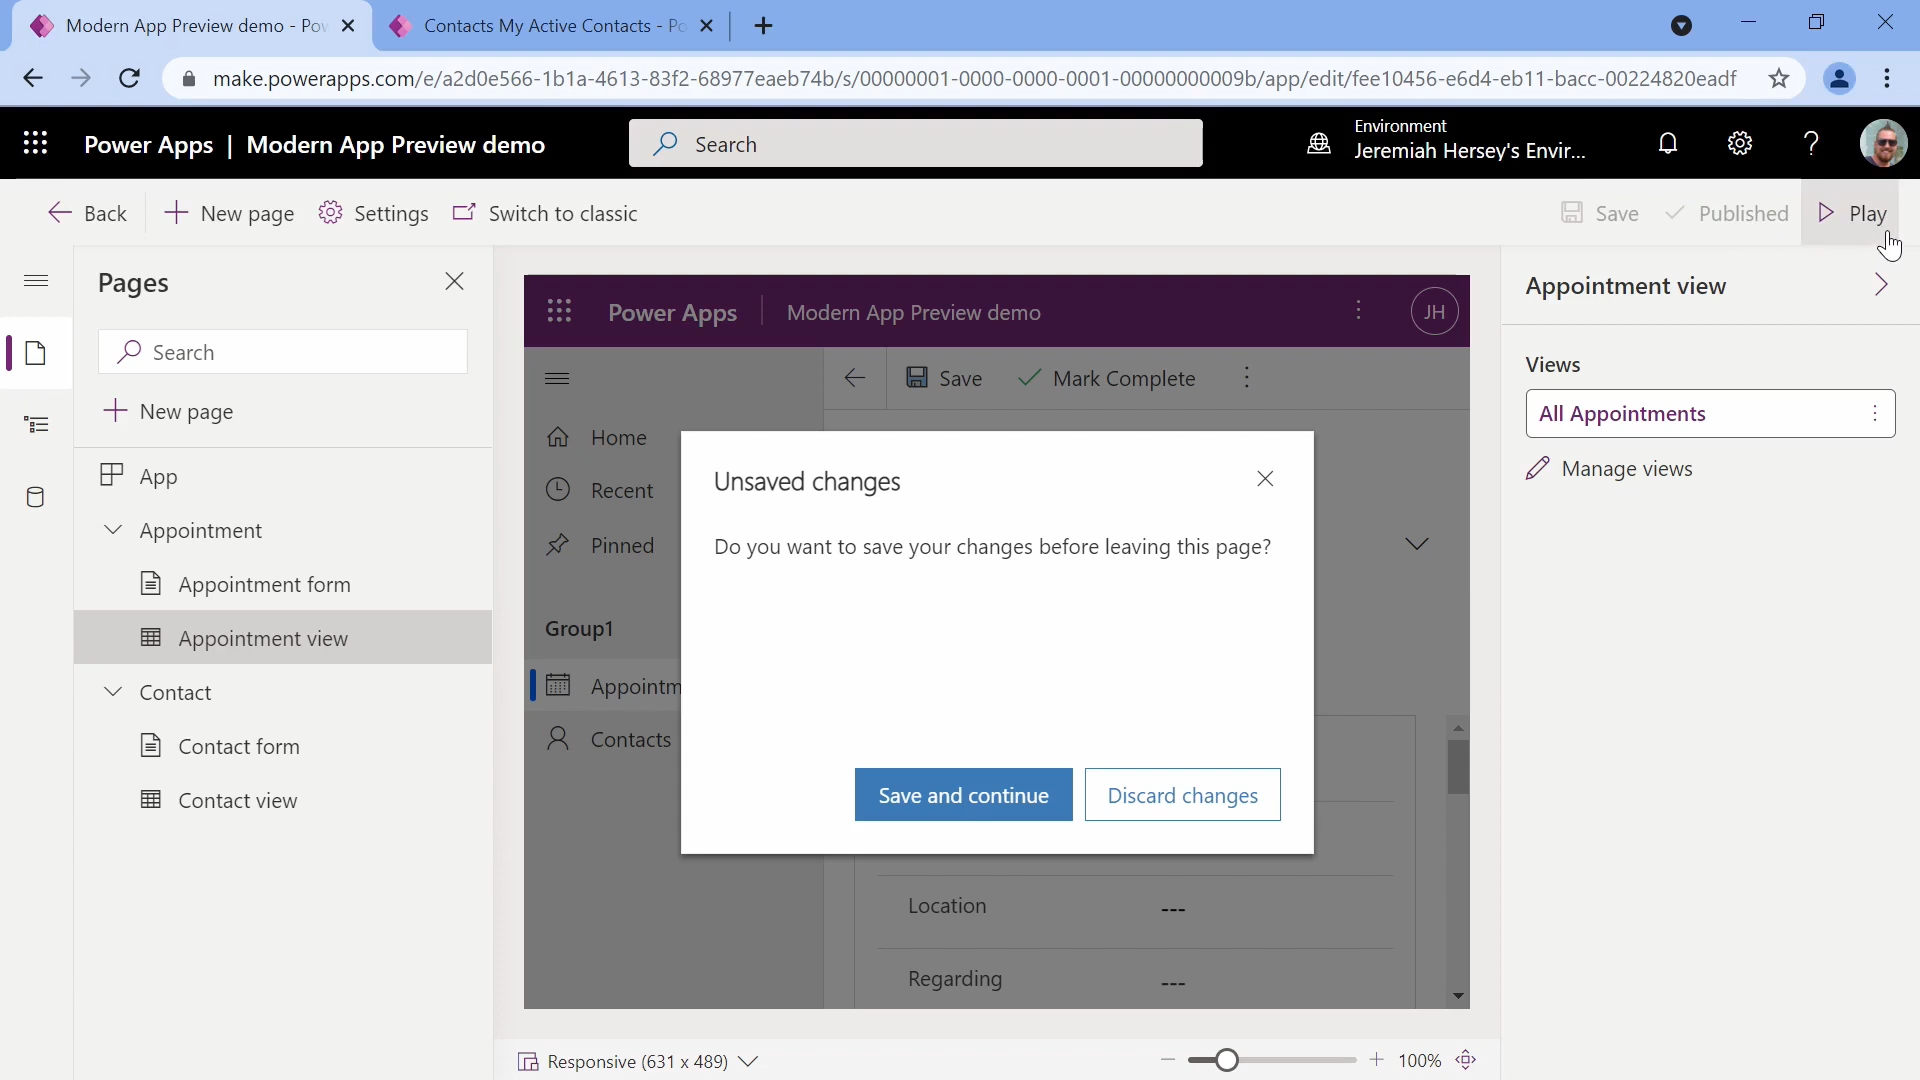 Modern App Preview demo - Pow
Contacts My Active Contacts - Po
make.powerapps.com/e/a2d0e566-1b1a-4613-83f2-68977eaeb74b/s/00000001-0000-0000-0001-00000000009b/app/edit/fee10456-e6d4-eb11-bacc-00224820eadf
Power Apps | Modern App Preview demo
Search
Environment
Jeremiah Hersey's Envir...
Back
New page
Settings
Switch to classic
Save
Published
Play
Pages
Search
New page
App
Appointment
Appointment form
Appointment view
Contact
Contact form
Contact view
Power Apps
Modern App Preview demo
JH
Save
Mark Complete
Home
Recent
Pinned
Group1
Appointm
Contacts
Unsaved changes
Do you want to save your changes before leaving this page?
Save and continue
Discard changes
Location ---
Regarding ---
Responsive (631 x 489)
100%
Appointment view
Views
All Appointments
Manage views